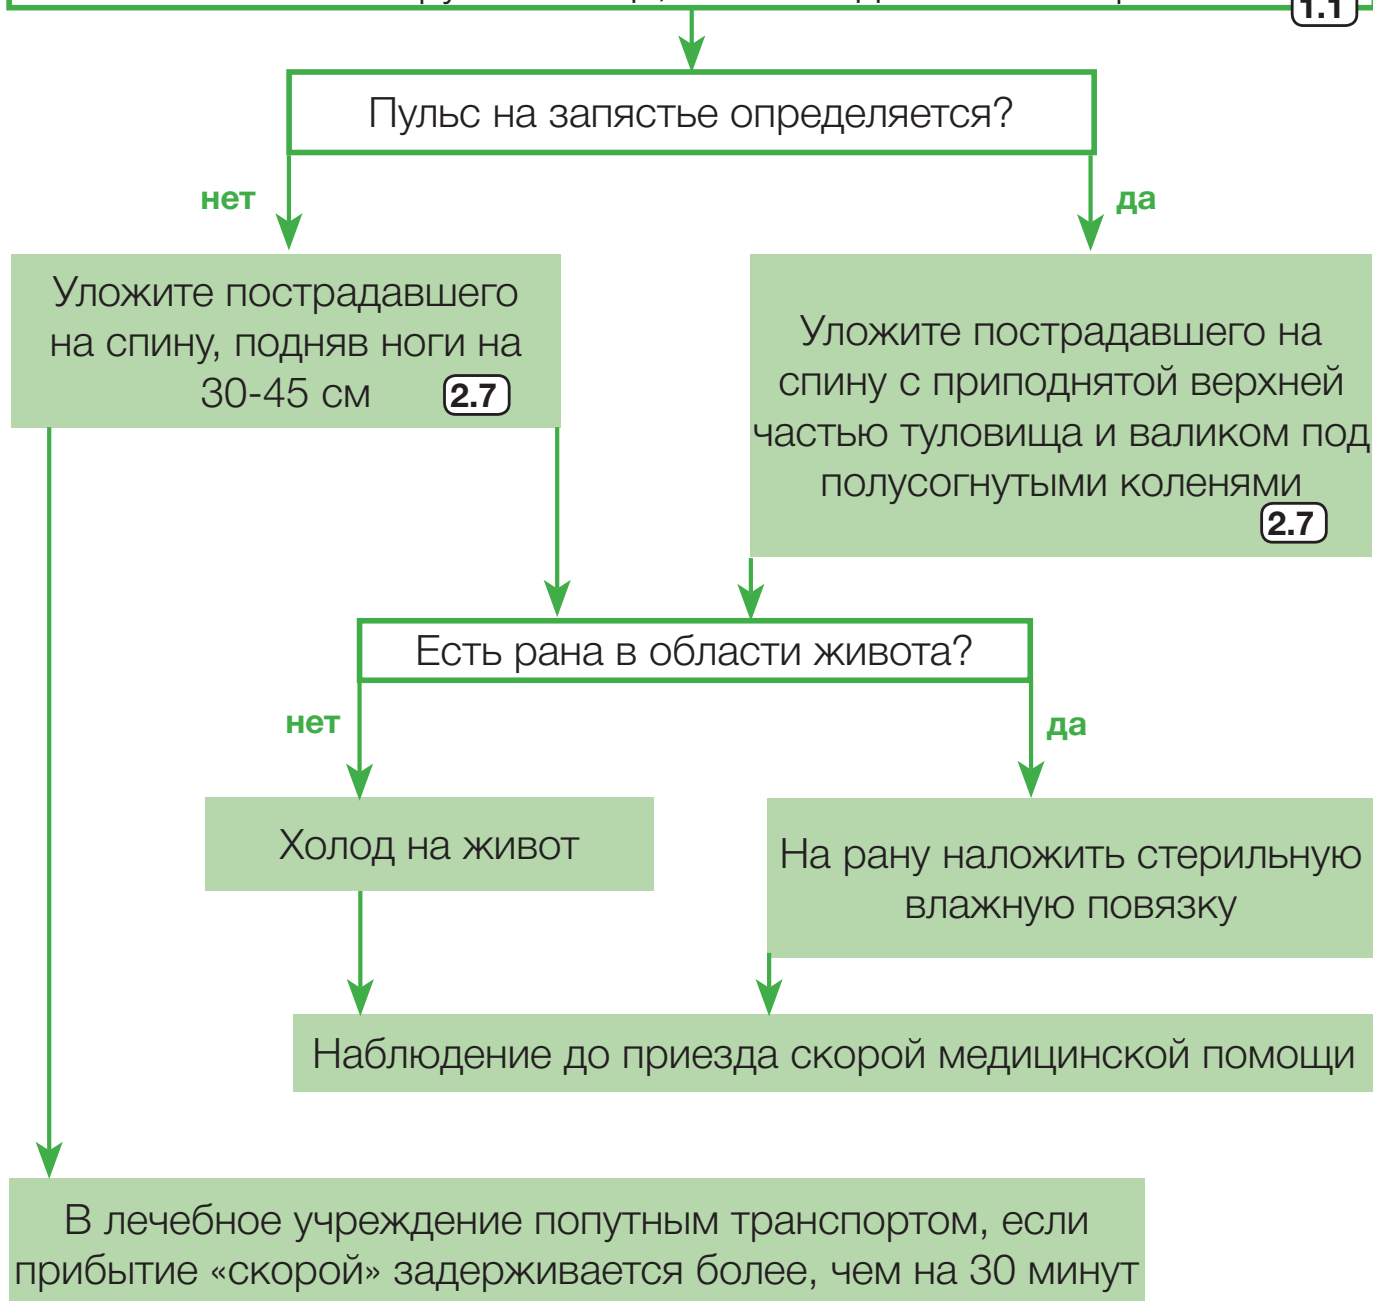 1.1
Пульс на запястье определяется?
нет
да
Уложите пострадавшего
на спину, подняв ноги на
30-45 см
2.7
Уложите пострадавшего на
спину с приподнятой верхней
частью туловища и валиком под
полусогнутыми коленями
2.7
Есть рана в области живота?
нет
да
Холод на живот
На рану наложить стерильную
влажную повязку
Наблюдение до приезда скорой медицинской помощи
В лечебное учреждение попутным транспортом, если
прибытие «скорой» задерживается более, чем на 30 минут